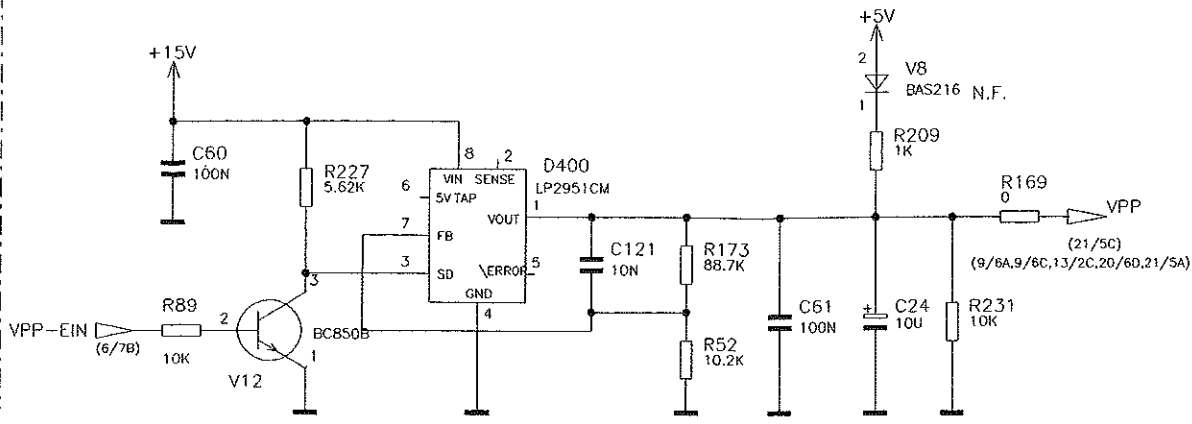 +5V
+15V
2
V8
BAS216 N.F.
1
C60
100N
R227
5.62K
8
2
VIN SENSE
D400
LP2951CM
R209
1K
6
5V TAP
1
VOUT
R169
0
VPP
7
FB
C121
10N
R173
88.7K
(21/5C)
(9/6A,9/6C,13/2C,20/6D,21/5A)
3
SD
\ERROR
5
GND
3
4
R89
VPP-EIN
(6/7B)
10K
2
BC850B
1
V12
C61
100N
+
C24
10U
R231
10K
R52
10.2K